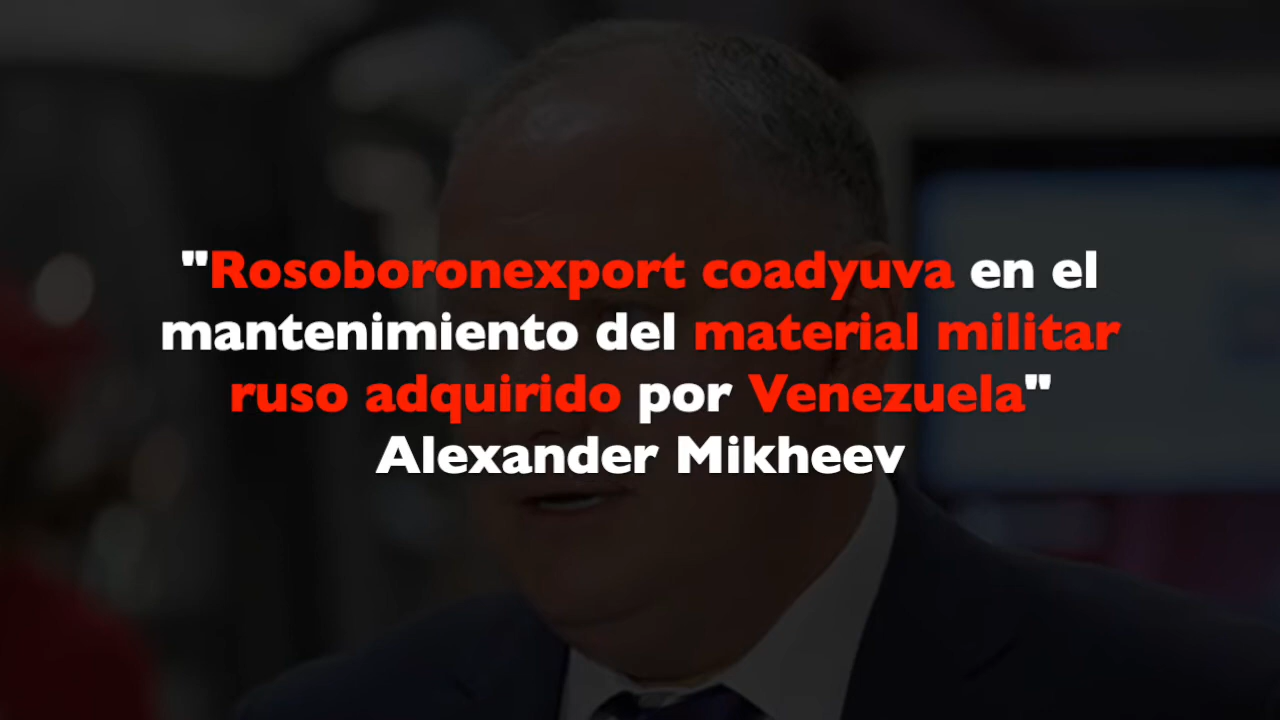 "Rosoboronexport coadyuva en el
mantenimiento del material militar
ruso adquirido por Venezuela"
Alexander Mikheev